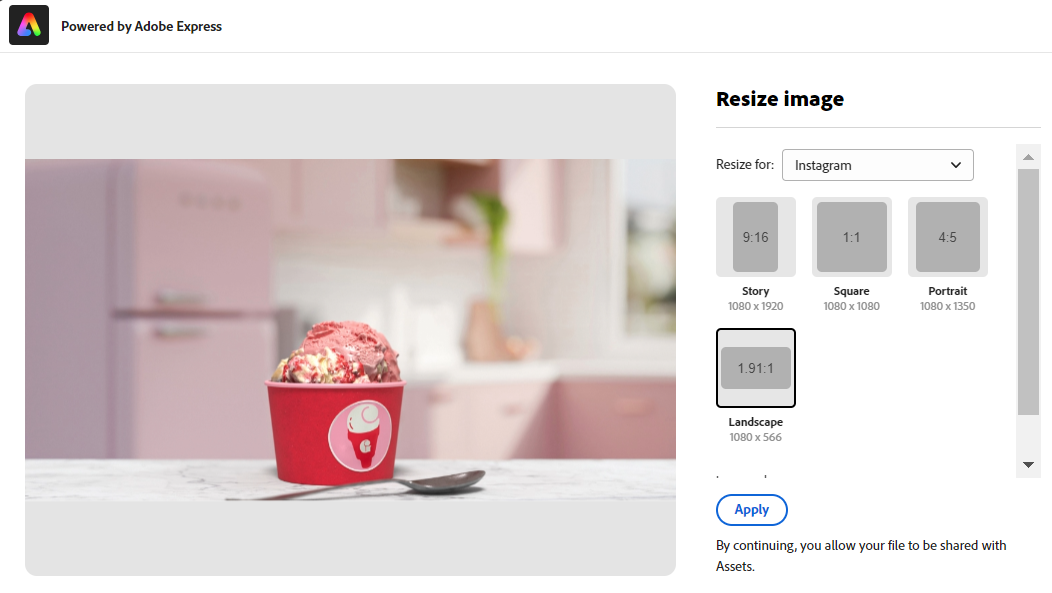 Powered by Adobe Express
Resize image
Resize for: Instagram
9:16 1:1 4:5
Story Square Portrait
1080 x 1920 1080 x 1080 1080 x 1350
1.91:1
Landscape
1080 x 566
Apply
By continuing, you allow your file to be shared with
Assets.